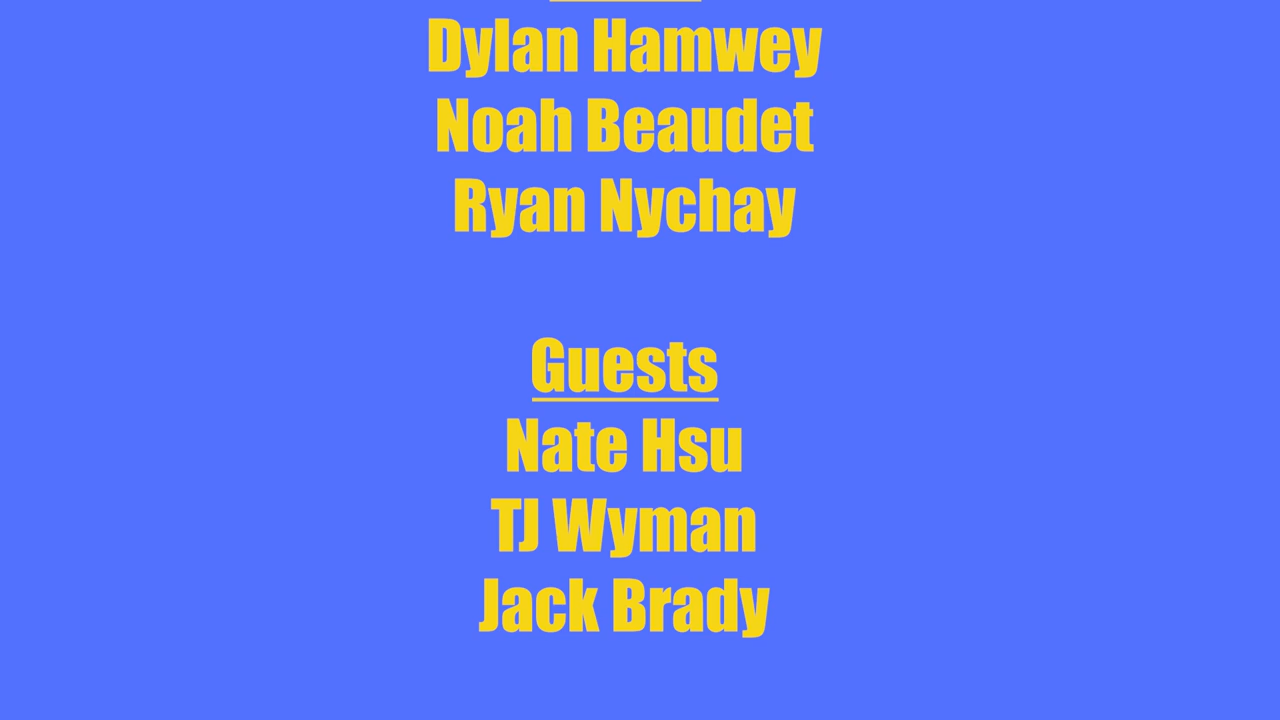 Dylan Hamwey
Noah Beaudet
Ryan Nychay
Guests
Nate Hsu
TJ Wyman
Jack Brady